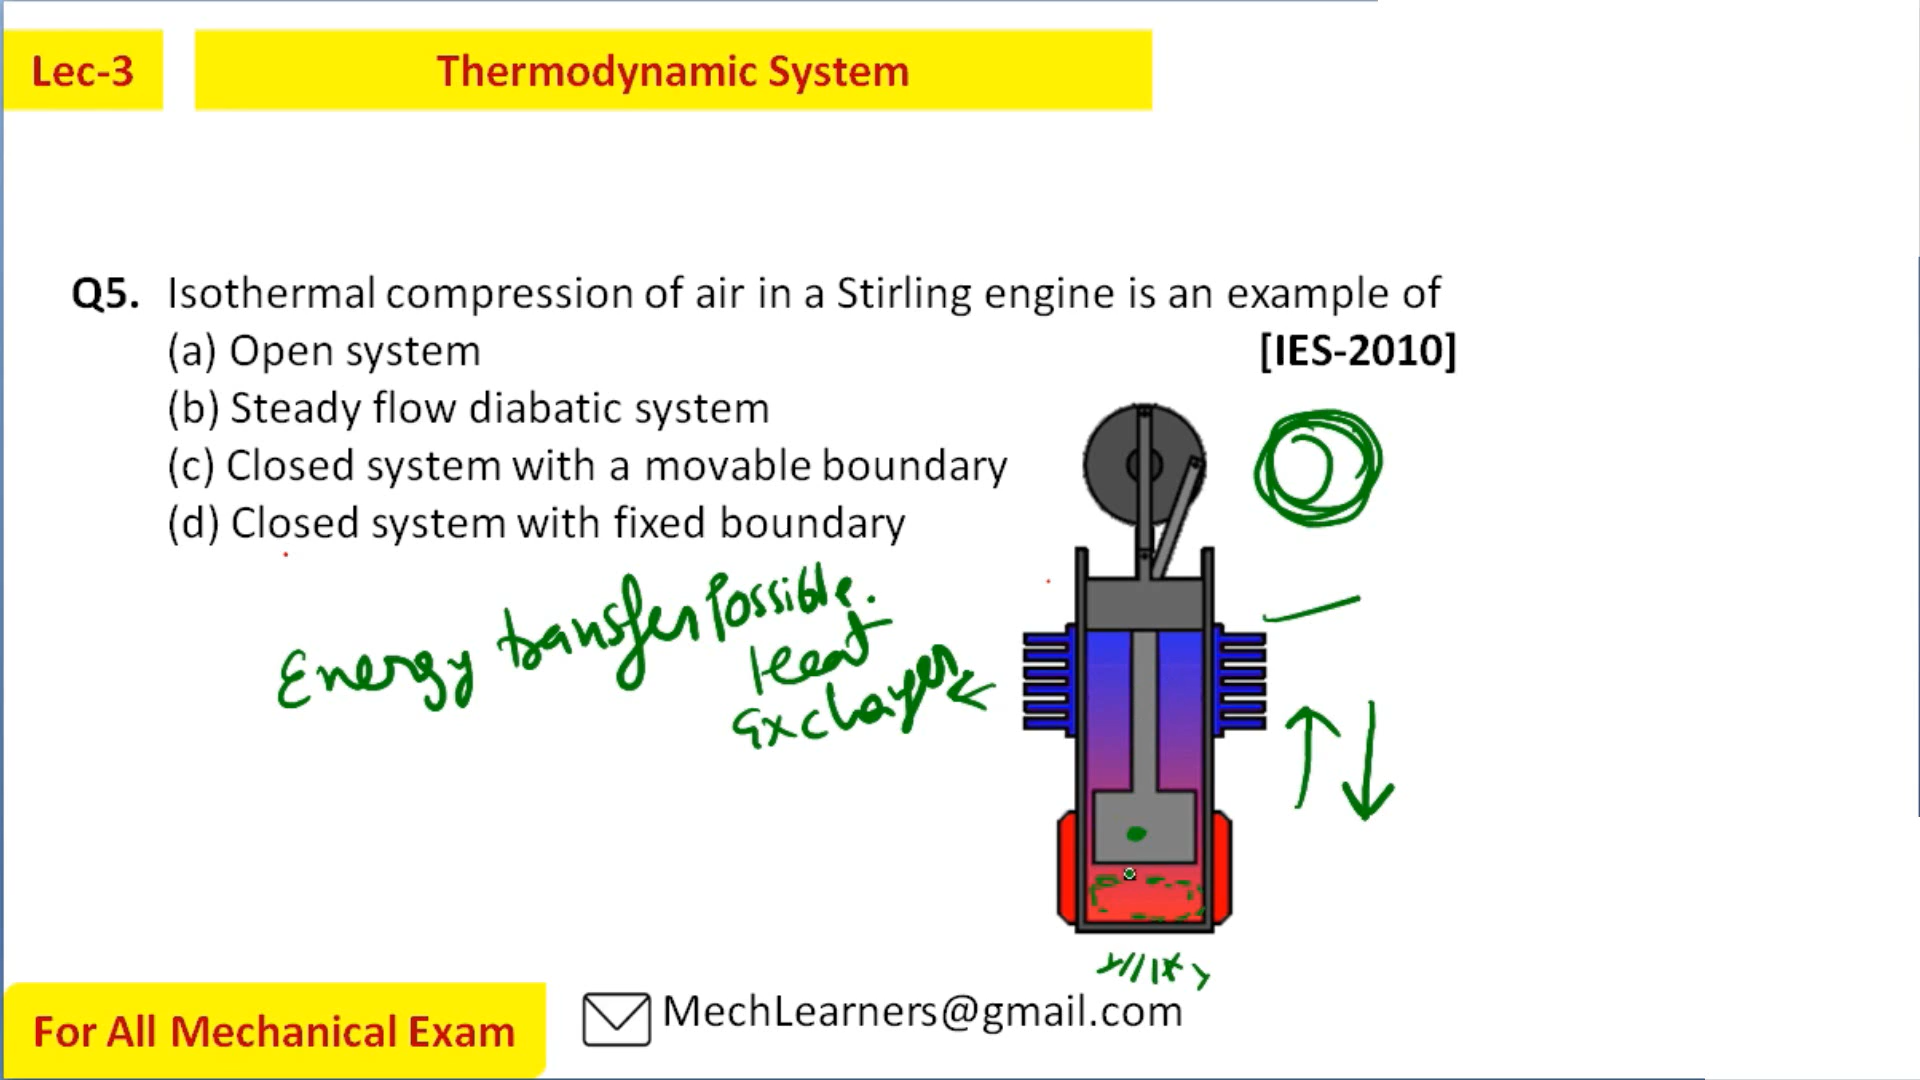 Lec-3
Thermodynamic System
Q5. Isothermal compression of air in a Stirling engine is an example of
(a) Open system [IES-2010]
(b) Steady flow diabatic system
(c) Closed system with a movable boundary
(d) Closed system with fixed boundary
Energy transfer Possible.
Heat
For All Mechanical Exam
MechLearners@gmail.com